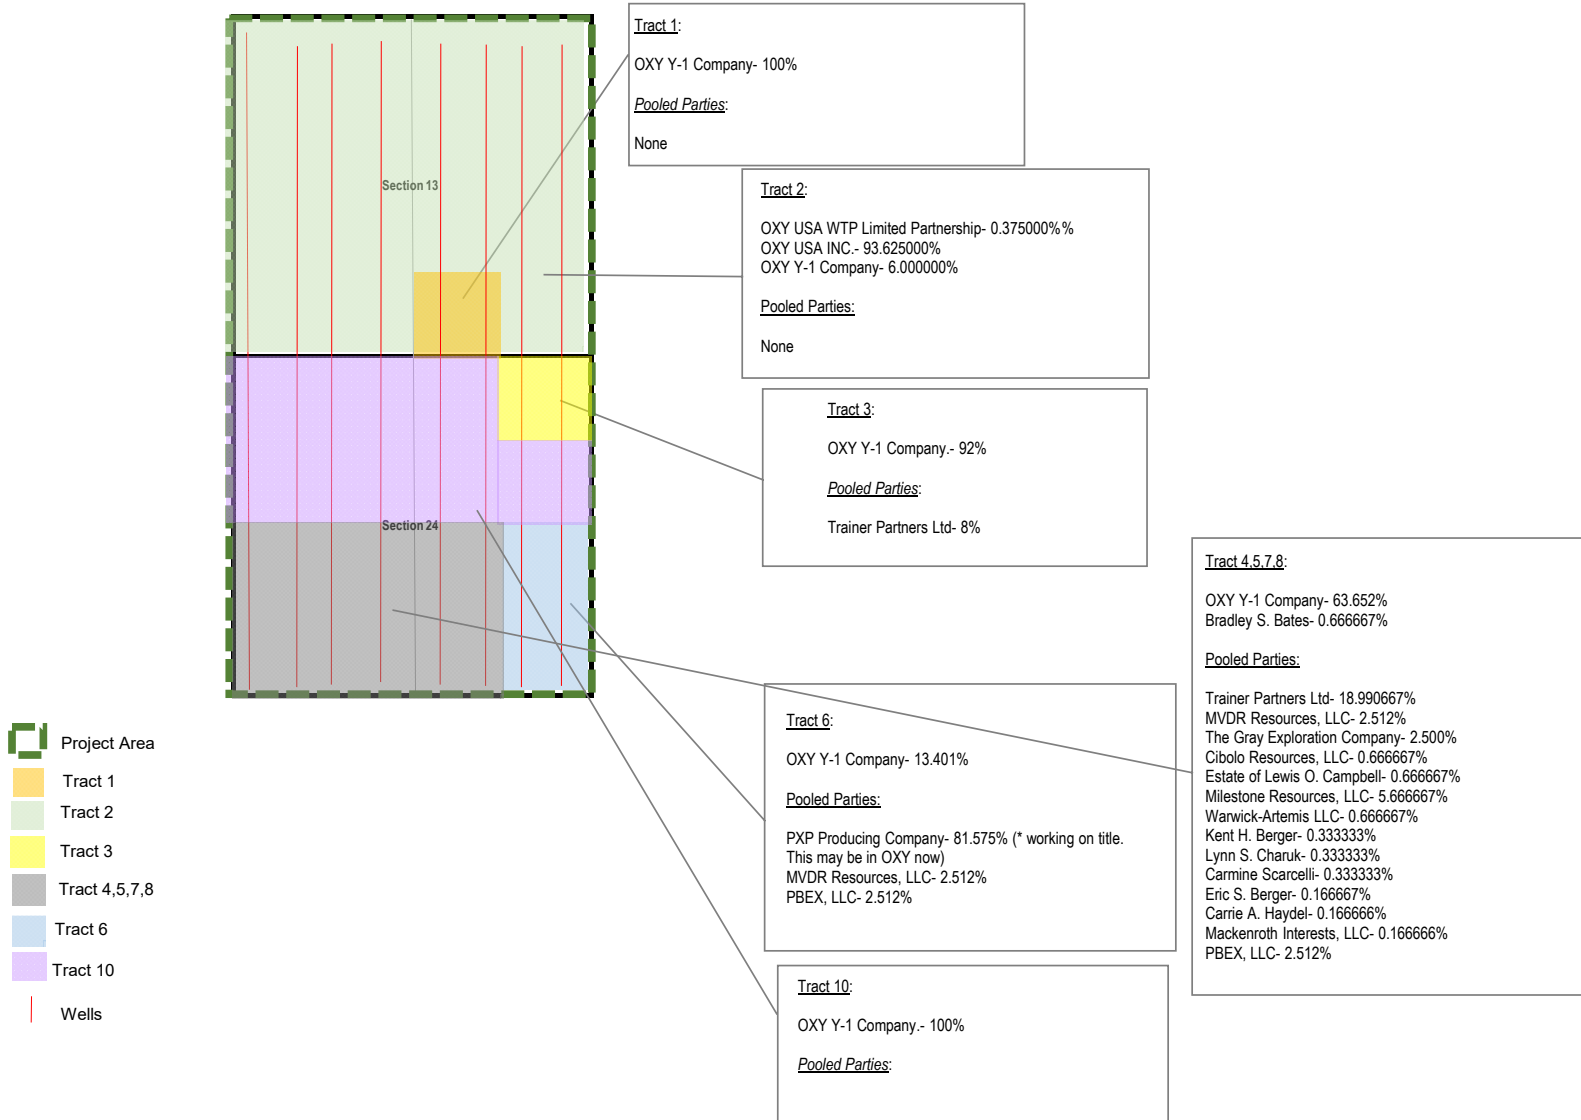 Tract 1:
OXY Y-1 Company- 100%
Pooled Parties:
None
Section 13
Tract 2:
OXY USA WTP Limited Partnership- 0.375000%%
OXY USA INC.- 93.625000%
OXY Y-1 Company- 6.000000%
Pooled Parties:
None
Tract 3:
OXY Y-1 Company.- 92%
Pooled Parties:
Trainer Partners Ltd- 8%
Section 24
Tract 4,5,7,8:
OXY Y-1 Company- 63.652%
Bradley S. Bates- 0.666667%
Pooled Parties:
Trainer Partners Ltd- 18.990667%
MVDR Resources, LLC- 2.512%
The Gray Exploration Company- 2.500%
Cibolo Resources, LLC- 0.666667%
Estate of Lewis O. Campbell- 0.666667%
Milestone Resources, LLC- 5.666667%
Warwick-Artemis LLC- 0.666667%
Kent H. Berger- 0.333333%
Lynn S. Charuk- 0.333333%
Carmine Scarcelli- 0.333333%
Eric S. Berger- 0.166667%
Carrie A. Haydel- 0.166666%
Mackenroth Interests, LLC- 0.166666%
PBEX, LLC- 2.512%
Tract 6:
OXY Y-1 Company- 13.401%
Pooled Parties:
PXP Producing Company- 81.575% (* working on title.
This may be in OXY now)
MVDR Resources, LLC- 2.512%
PBEX, LLC- 2.512%
Tract 10:
OXY Y-1 Company.- 100%
Pooled Parties:
Project Area
Tract 1
Tract 2
Tract 3
Tract 4,5,7,8
Tract 6
Tract 10
Wells